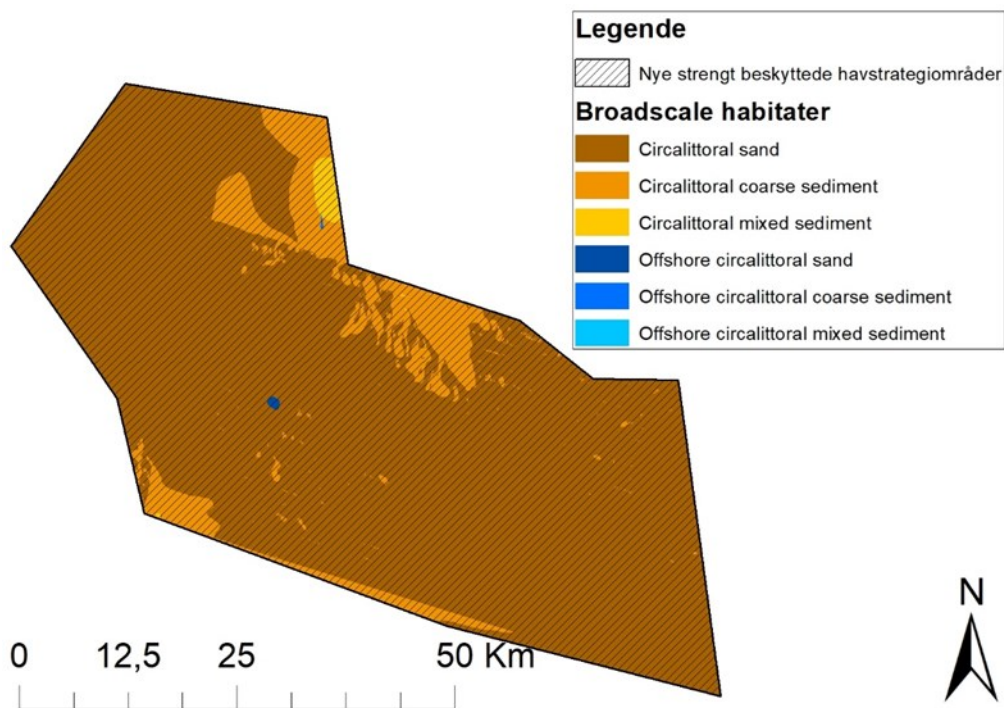 Legende
Nye strengt beskyttede havstrategiområder
Broadscale habitater
Circalittoral sand
Circalittoral coarse sediment
Circalittoral mixed sediment
Offshore circalittoral sand
Offshore circalittoral coarse sediment
Offshore circalittoral mixed sediment
N
0 12,5 25 50 Km